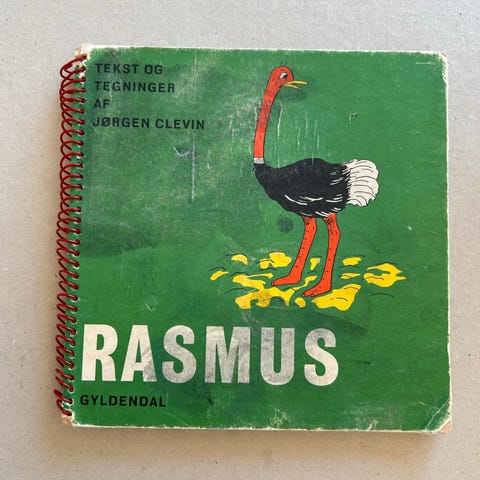 TEKST OG
TEGNINGER
AF
JØRGEN CLEVIN
RASMUS
GYLDENDAL